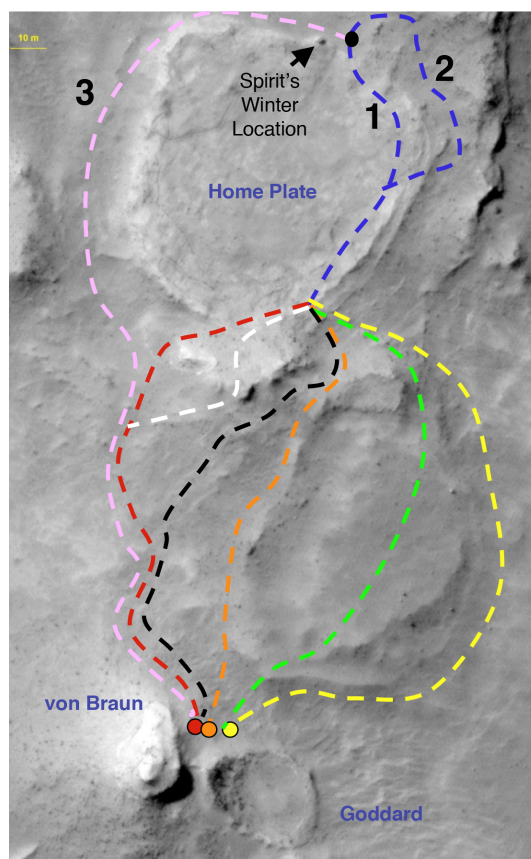 10 m
3
2
Spirit's
Winter
Location
1
Home Plate
von Braun
Goddard